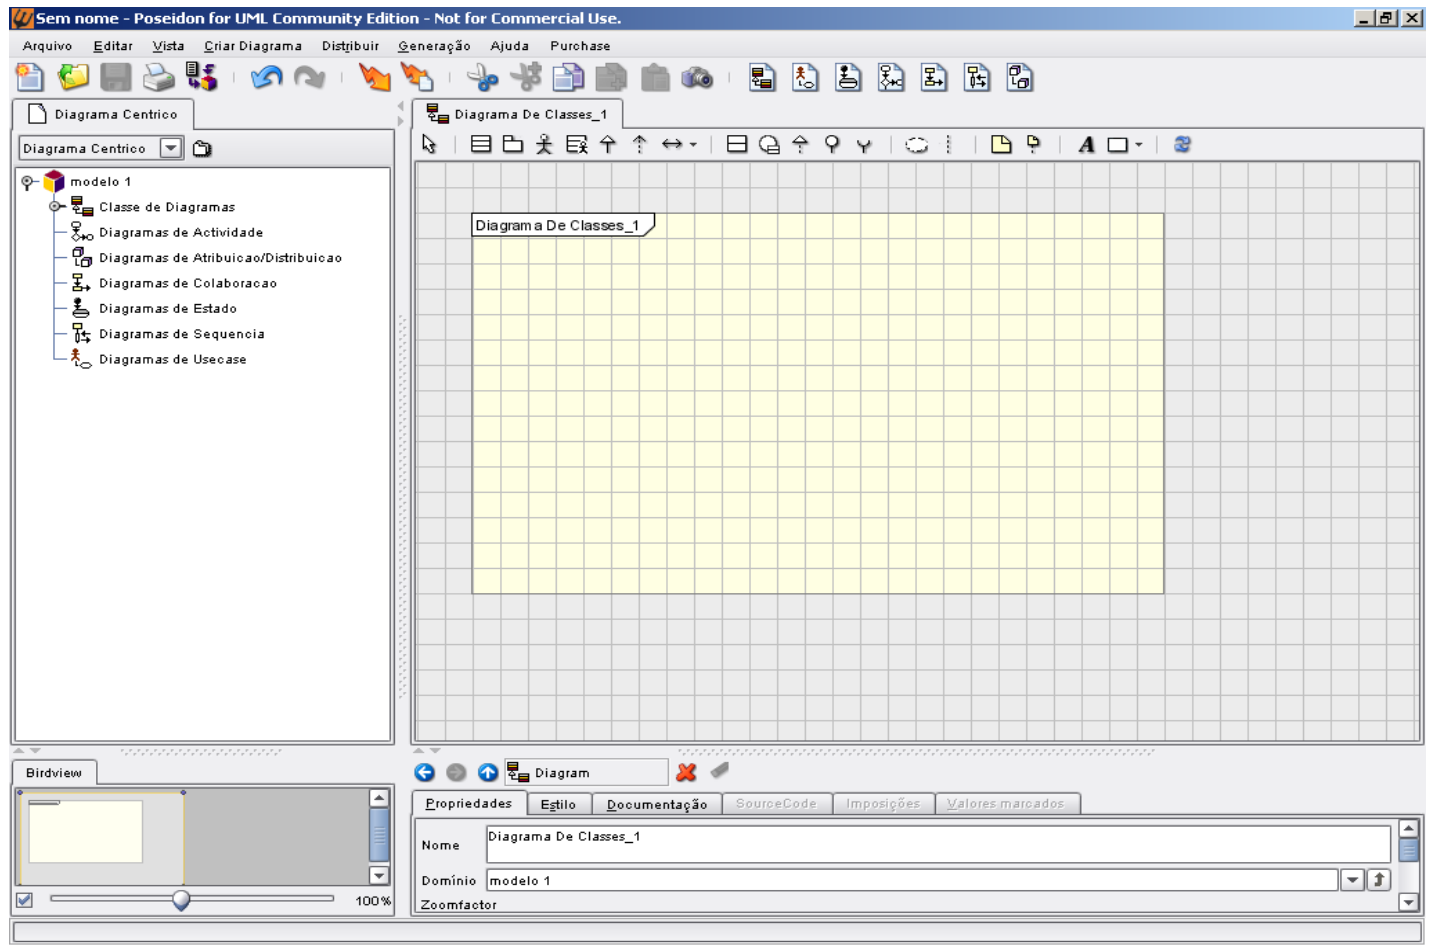 Sem nome - Poseidon for UML Community Edition - Not for Commercial Use.
Arquivo Editar Vista Criar Diagrama Distribuir Generação Ajuda Purchase
Diagrama Centrico
Diagrama Centrico
modelo 1
Classe de Diagramas
Diagramas de Actividade
Diagramas de Atribuicao/Distribuicao
Diagramas de Colaboracao
Diagramas de Estado
Diagramas de Sequencia
Diagramas de Usecase
Diagrama De Classes_1
A
Diagrama De Classes_1
Birdview
100%
Diagram
Propriedades Estilo Documentação SourceCode Imposições Valores marcados
Nome Diagrama De Classes_1
Domínio modelo 1
Zoomfactor